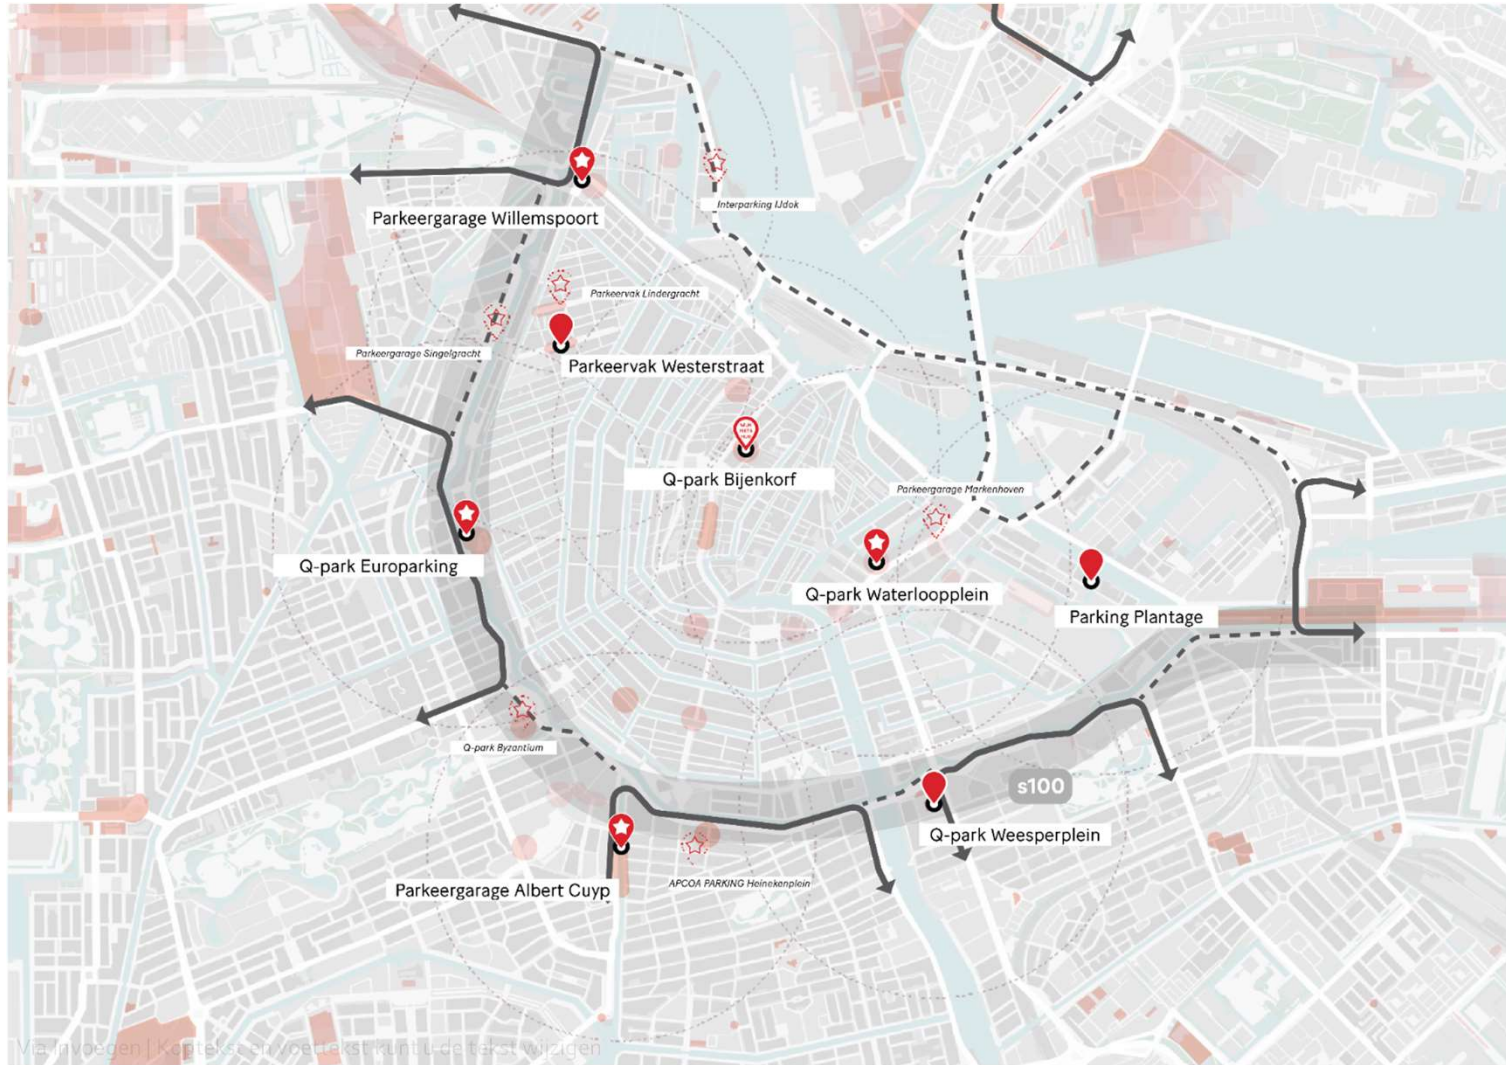 Interparking IJdok
Parkeergarage Willemspoort
Parkeervak Lindergracht
Parkeergarage Singelgracht
Parkeervak Westerstraat
Q-park Bijenkorf
Parkeergarage Markenhoven
Q-park Europarking
Q-park Waterloopplein
Parking Plantage
Q-park Byzantium
s100
Q-park Weesperplein
Parkeergarage Albert Cuyp
APCOA PARKING Heinekenplein
Via Invoegen | Koptekst en voettekst kunt u de tekst wijzigen